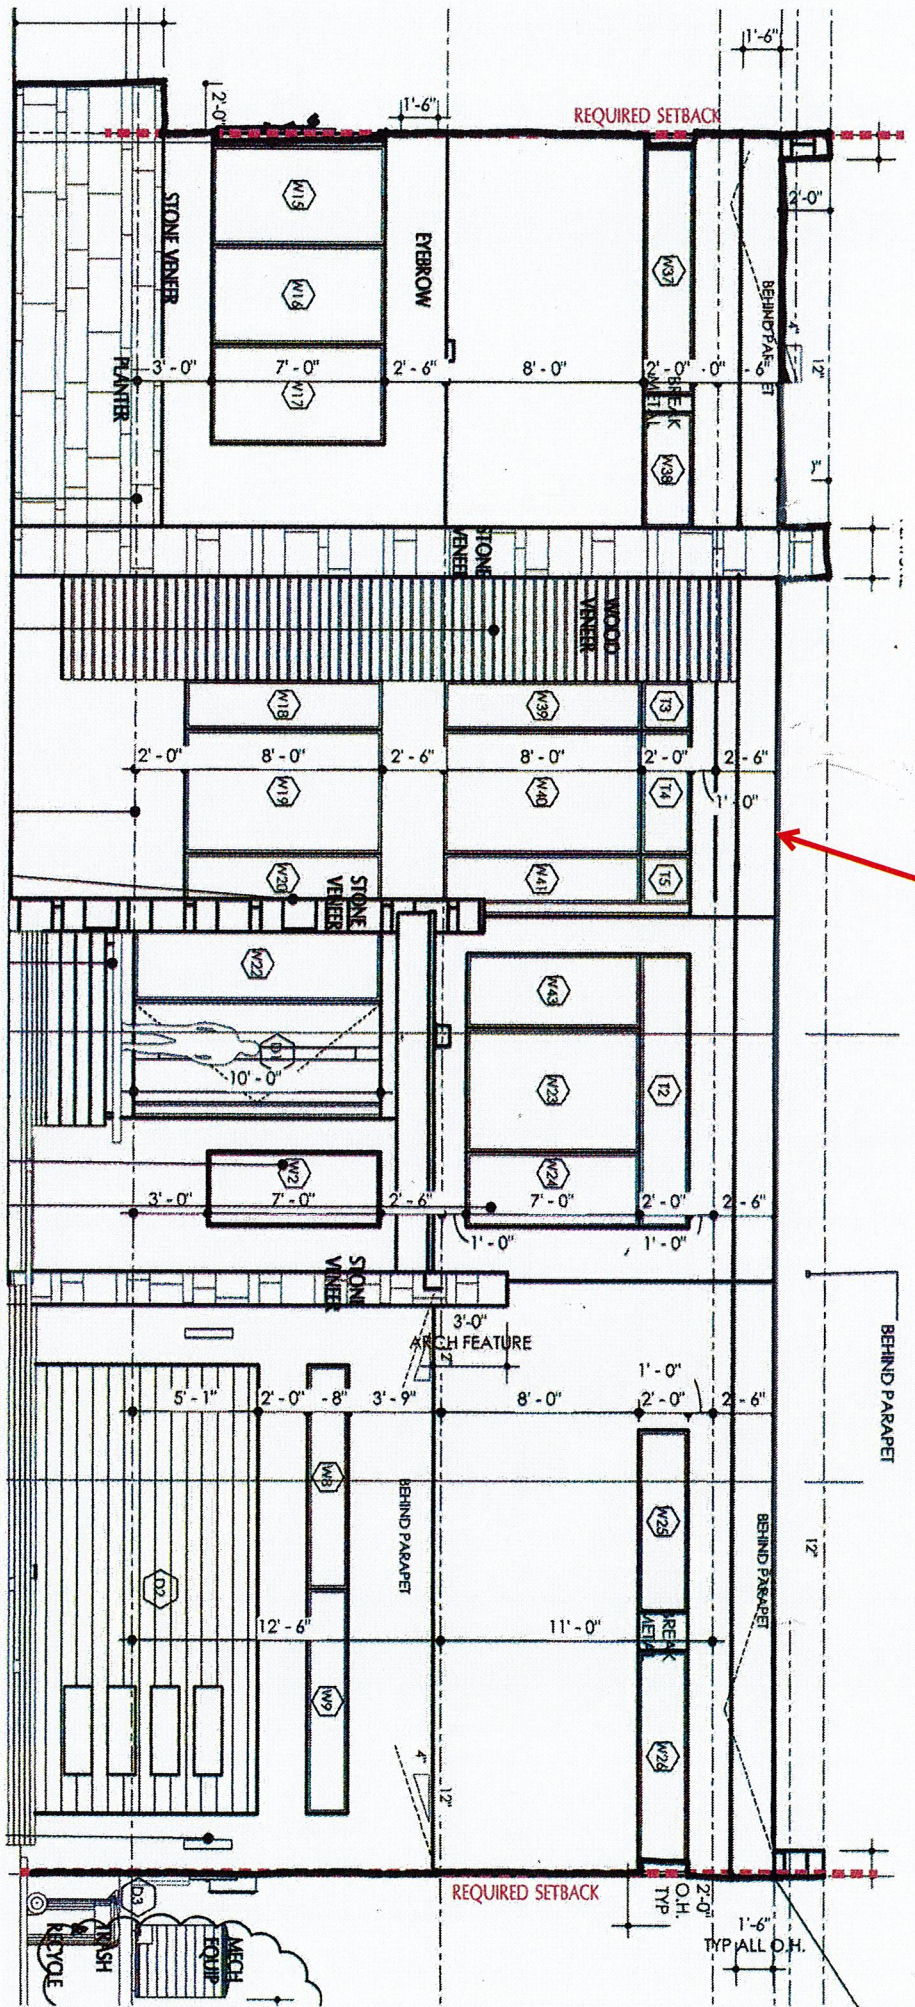 1'-6"
2'-0"
1'-6"
REQUIRED SETBACK
W15
W16
W17
STONE VENEER
EYEBROW
PLANTER
W37
W38
BREAK
METAL
2'-0"
BEHIND PARAPET
4"
12"
3'-0"
7'-0"
2'-6"
8'-0"
2'-0"
STONE
VENEER
WOOD
VENEER
W18
W39
T3
2'-0"
8'-0"
2'-6"
8'-0"
2'-0"
2'-6"
1'-0"
W19
W40
T4
W20
W41
T5
STONE
VENEER
W22
W43
D1
10'-0"
W23
T2
W24
3'-0"
7'-0"
2'-6"
7'-0"
2'-0"
2'-6"
1'-0"
1'-0"
STONE
VENEER
3'-0"
ARCH FEATURE
12"
BEHIND PARAPET
5'-1"
2'-0"
-8"
3'-9"
8'-0"
1'-0"
2'-0"
2'-6"
W8
BEHIND PARAPET
W25
BEHIND PARAPET
12"
D2
12'-6"
11'-0"
BREAK
METAL
W9
4"
12"
W26
REQUIRED SETBACK
D3
TRASH
&
RECYCLE
MECH
EQUIP
2'-0"
O.H.
TYP
1'-6"
TYP ALL O.H.